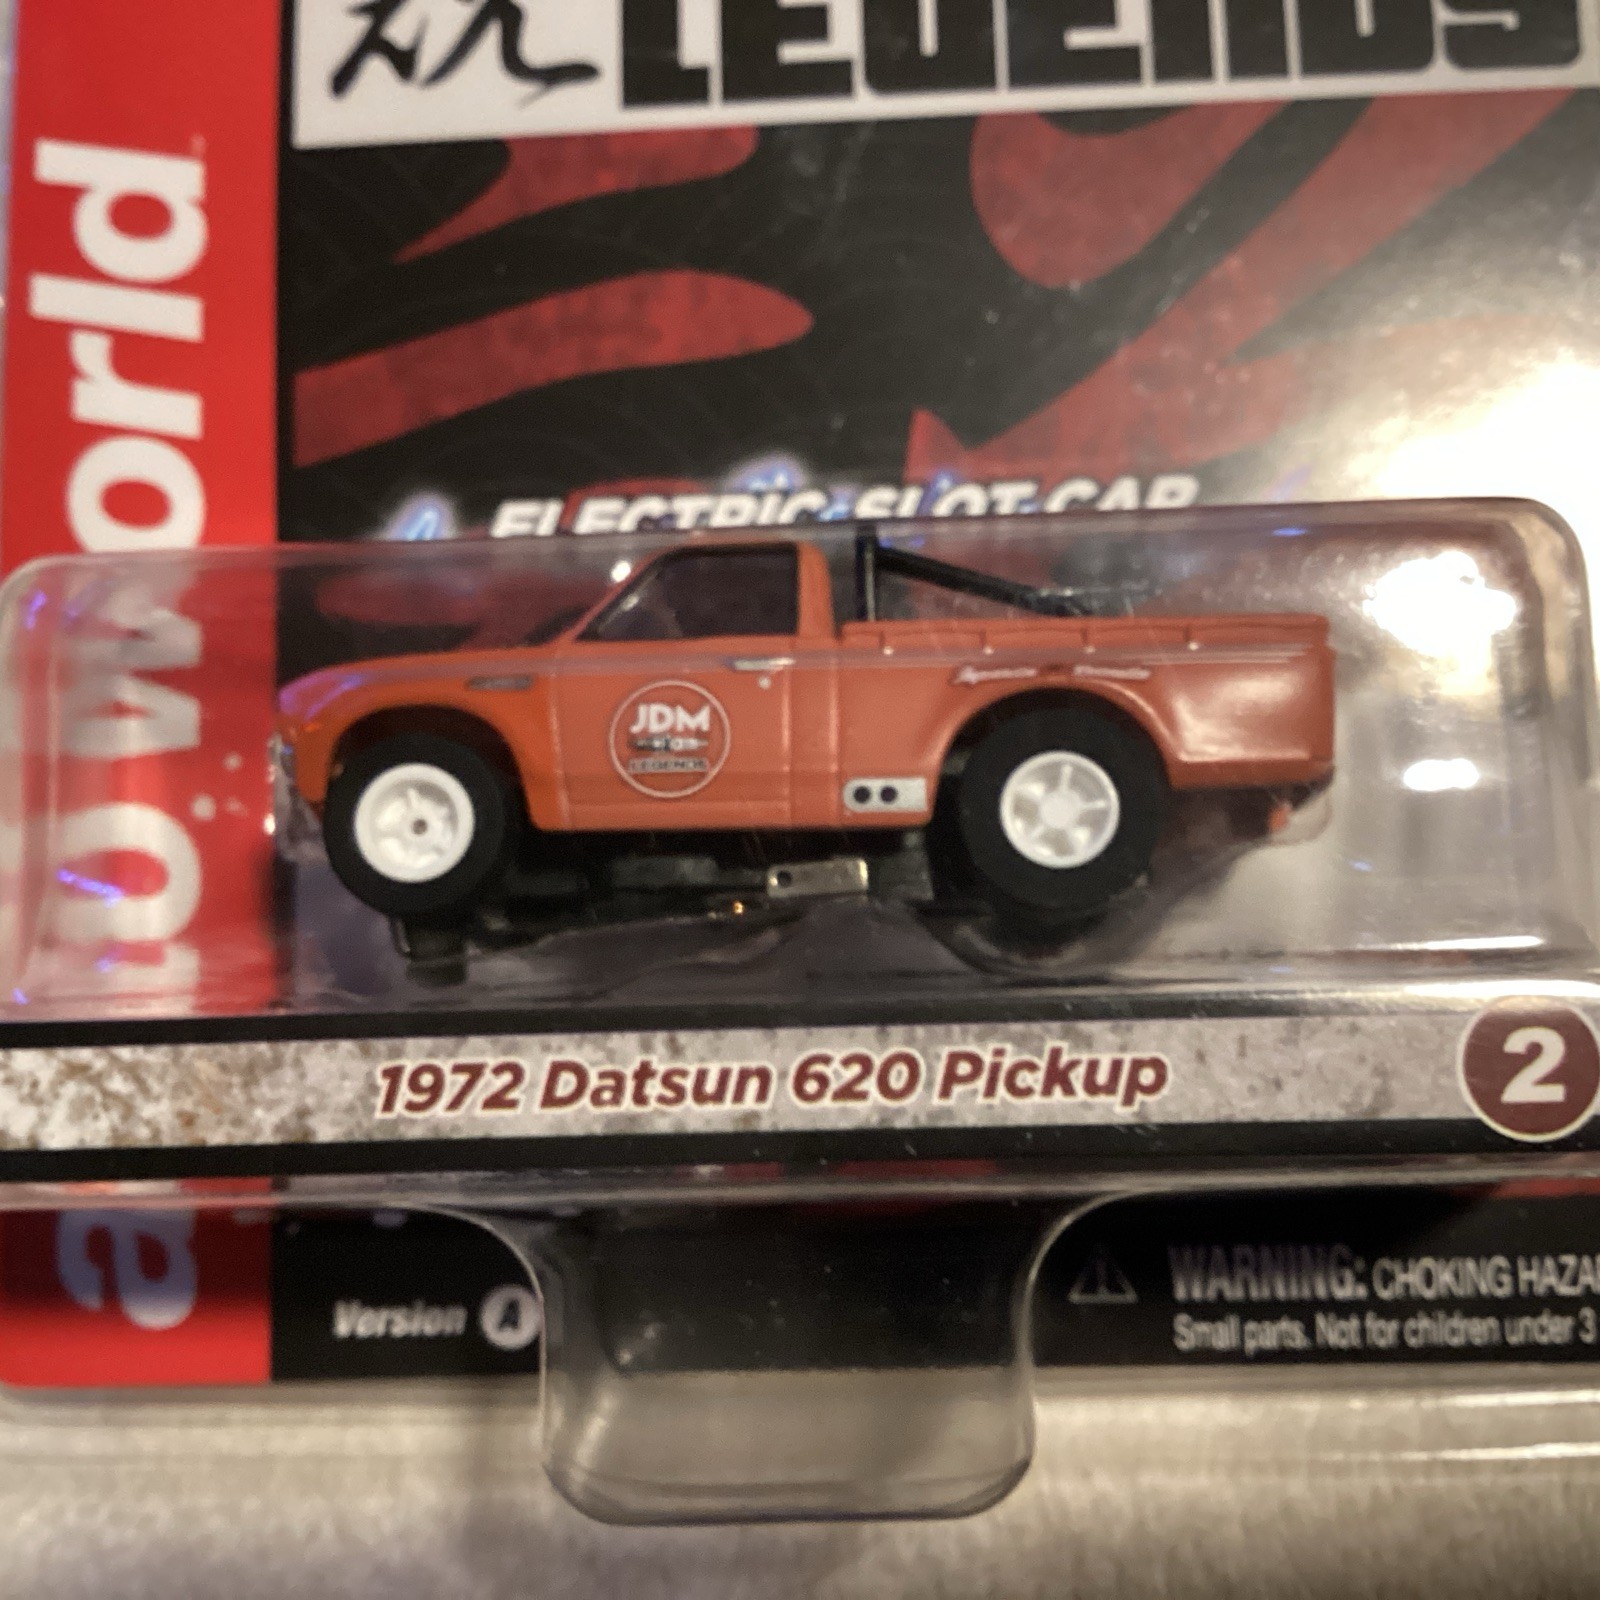 LEGENDS
auto world
ELECTRIC SLOT CAR
JDM
LEGENDS
1972 Datsun 620 Pickup
2
Version A
WARNING: CHOKING HAZA
Small parts. Not for children under 3